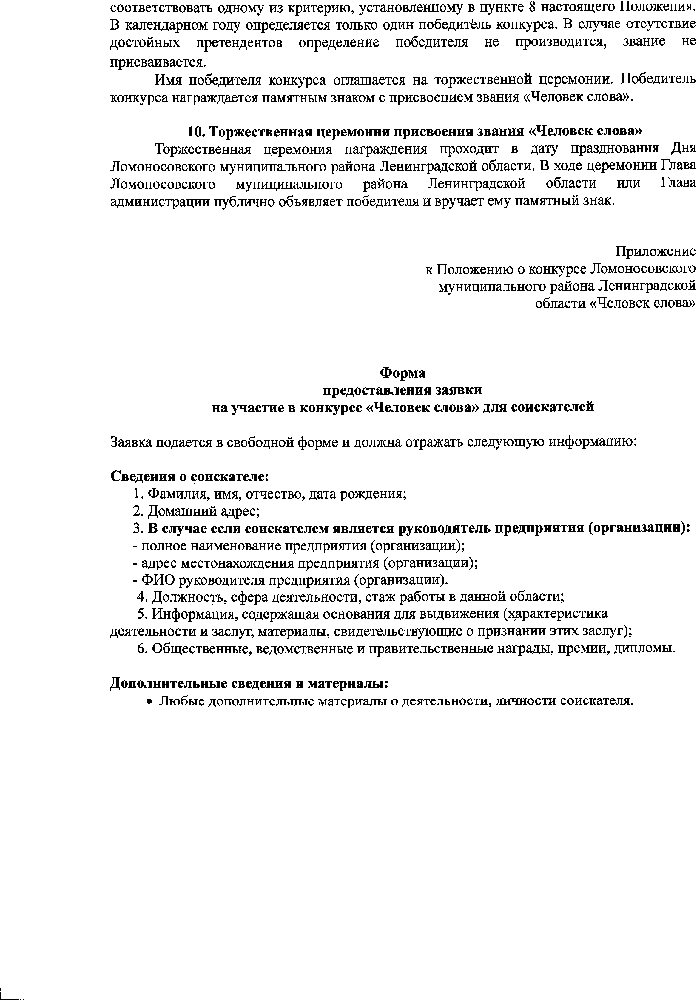 соответствовать одному из критерию, установленному в пункте 8 настоящего Положения.
В календарном году определяется только один победитель конкурса. В случае отсутствие
достойных претендентов определение победителя не производится, звание не
присваивается.
Имя победителя конкурса оглашается на торжественной церемонии. Победитель
конкурса награждается памятным знаком с присвоением звания «Человек слова».
10. Торжественная церемония присвоения звания «Человек слова»
Торжественная церемония награждения проходит в дату празднования Дня
Ломоносовского муниципального района Ленинградской области. В ходе церемонии Глава
Ломоносовского муниципального района Ленинградской области или Глава
администрации публично объявляет победителя и вручает ему памятный знак.
Приложение
к Положению о конкурсе Ломоносовского
муниципального района Ленинградской
области «Человек слова»
Форма
предоставления заявки
на участие в конкурсе «Человек слова» для соискателей
Заявка подается в свободной форме и должна отражать следующую информацию:
Сведения о соискателе:
1. Фамилия, имя, отчество, дата рождения;
2. Домашний адрес;
3. В случае если соискателем является руководитель предприятия (организации):
- полное наименование предприятия (организации);
- адрес местонахождения предприятия (организации);
- ФИО руководителя предприятия (организации).
4. Должность, сфера деятельности, стаж работы в данной области;
5. Информация, содержащая основания для выдвижения (характеристика
деятельности и заслуг, материалы, свидетельствующие о признании этих заслуг);
6. Общественные, ведомственные и правительственные награды, премии, дипломы.
Дополнительные сведения и материалы:
• Любые дополнительные материалы о деятельности, личности соискателя.